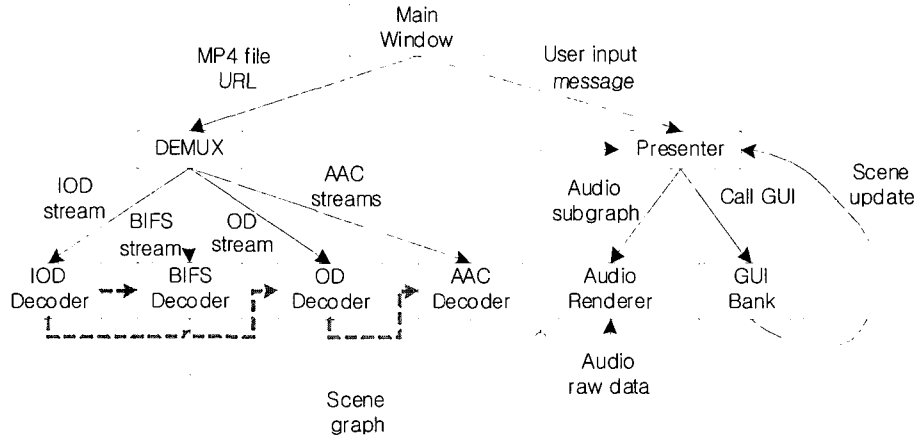 Main
Window
MP4 file
URL
User input
message
DEMUX
Presenter
IOD
stream
BIFS
stream
OD
stream
AAC
streams
Audio
subgraph
Call GUI
Scene
update
IOD
Decoder
BIFS
Decoder
OD
Decoder
AAC
Decoder
Audio
Renderer
GUI
Bank
Audio
raw data
Scene
graph